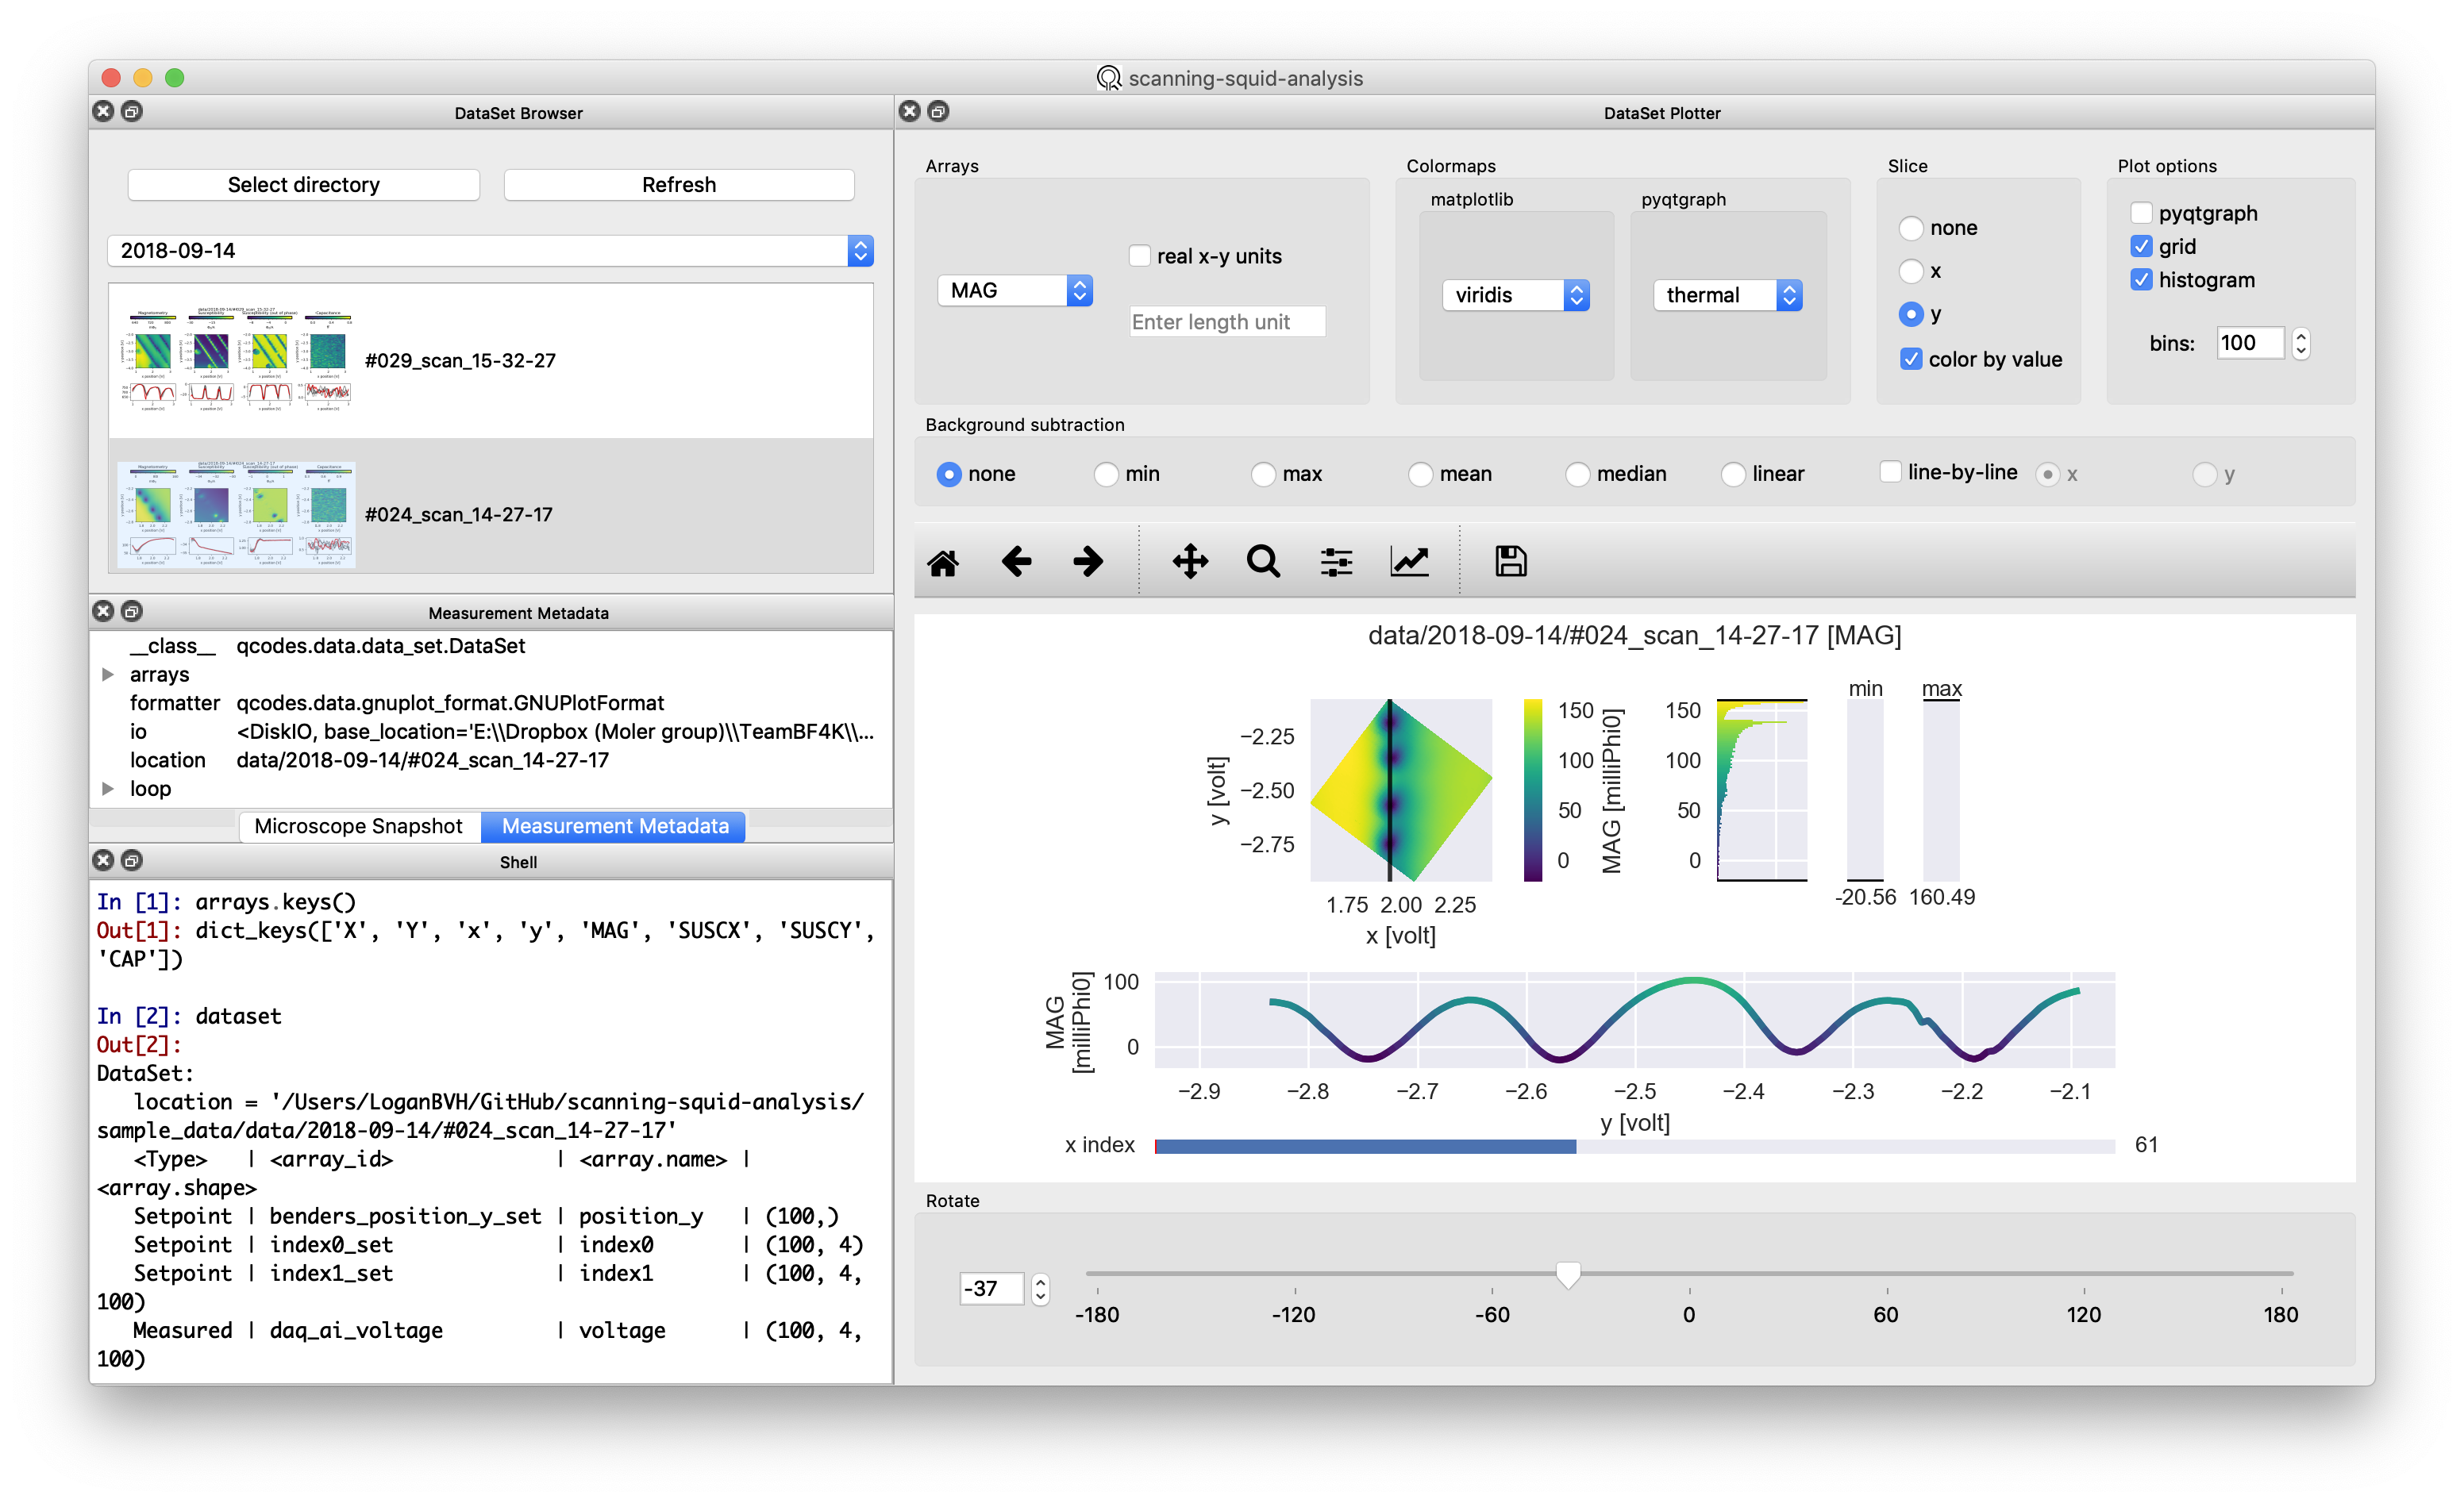 scanning-squid-analysis
DataSet Browser
Select directory
Refresh
2018-09-14
#029_scan_15-32-27
#024_scan_14-27-17
Measurement Metadata
__class__ qcodes.data.data_set.DataSet
arrays
formatter qcodes.data.gnuplot_format.GNUPlotFormat
io <DiskIO, base_location='E:\\Dropbox (Moler group)\\TeamBF4K\\...
location data/2018-09-14/#024_scan_14-27-17
loop
Microscope Snapshot
Measurement Metadata
Shell
In [1]: arrays.keys()
Out[1]: dict_keys(['X', 'Y', 'x', 'y', 'MAG', 'SUSCX', 'SUSCY',
'CAP'])
In [2]: dataset
Out[2]:
DataSet:
location = '/Users/LoganBVH/GitHub/scanning-squid-analysis/
sample_data/data/2018-09-14/#024_scan_14-27-17'
<Type> | <array_id> | <array.name> |
<array.shape>
Setpoint | benders_position_y_set | position_y | (100,)
Setpoint | index0_set | index0 | (100, 4)
Setpoint | index1_set | index1 | (100, 4,
100)
Measured | daq_ai_voltage | voltage | (100, 4,
100)
DataSet Plotter
Arrays
MAG
real x-y units
Enter length unit
Colormaps
matplotlib
viridis
pyqtgraph
thermal
Slice
none
x
y
color by value
Plot options
pyqtgraph
grid
histogram
bins: 100
Background subtraction
none min max mean median linear line-by-line x y
data/2018-09-14/#024_scan_14-27-17 [MAG]
y [volt]
−2.25
−2.50
−2.75
1.75 2.00 2.25
x [volt]
150
100
50
0
MAG [milliPhi0]
150
100
50
0
min max
-20.56 160.49
MAG
[milliPhi0]
100
0
−2.9 −2.8 −2.7 −2.6 −2.5 −2.4 −2.3 −2.2 −2.1
y [volt]
x index 61
Rotate
-37
-180 -120 -60 0 60 120 180